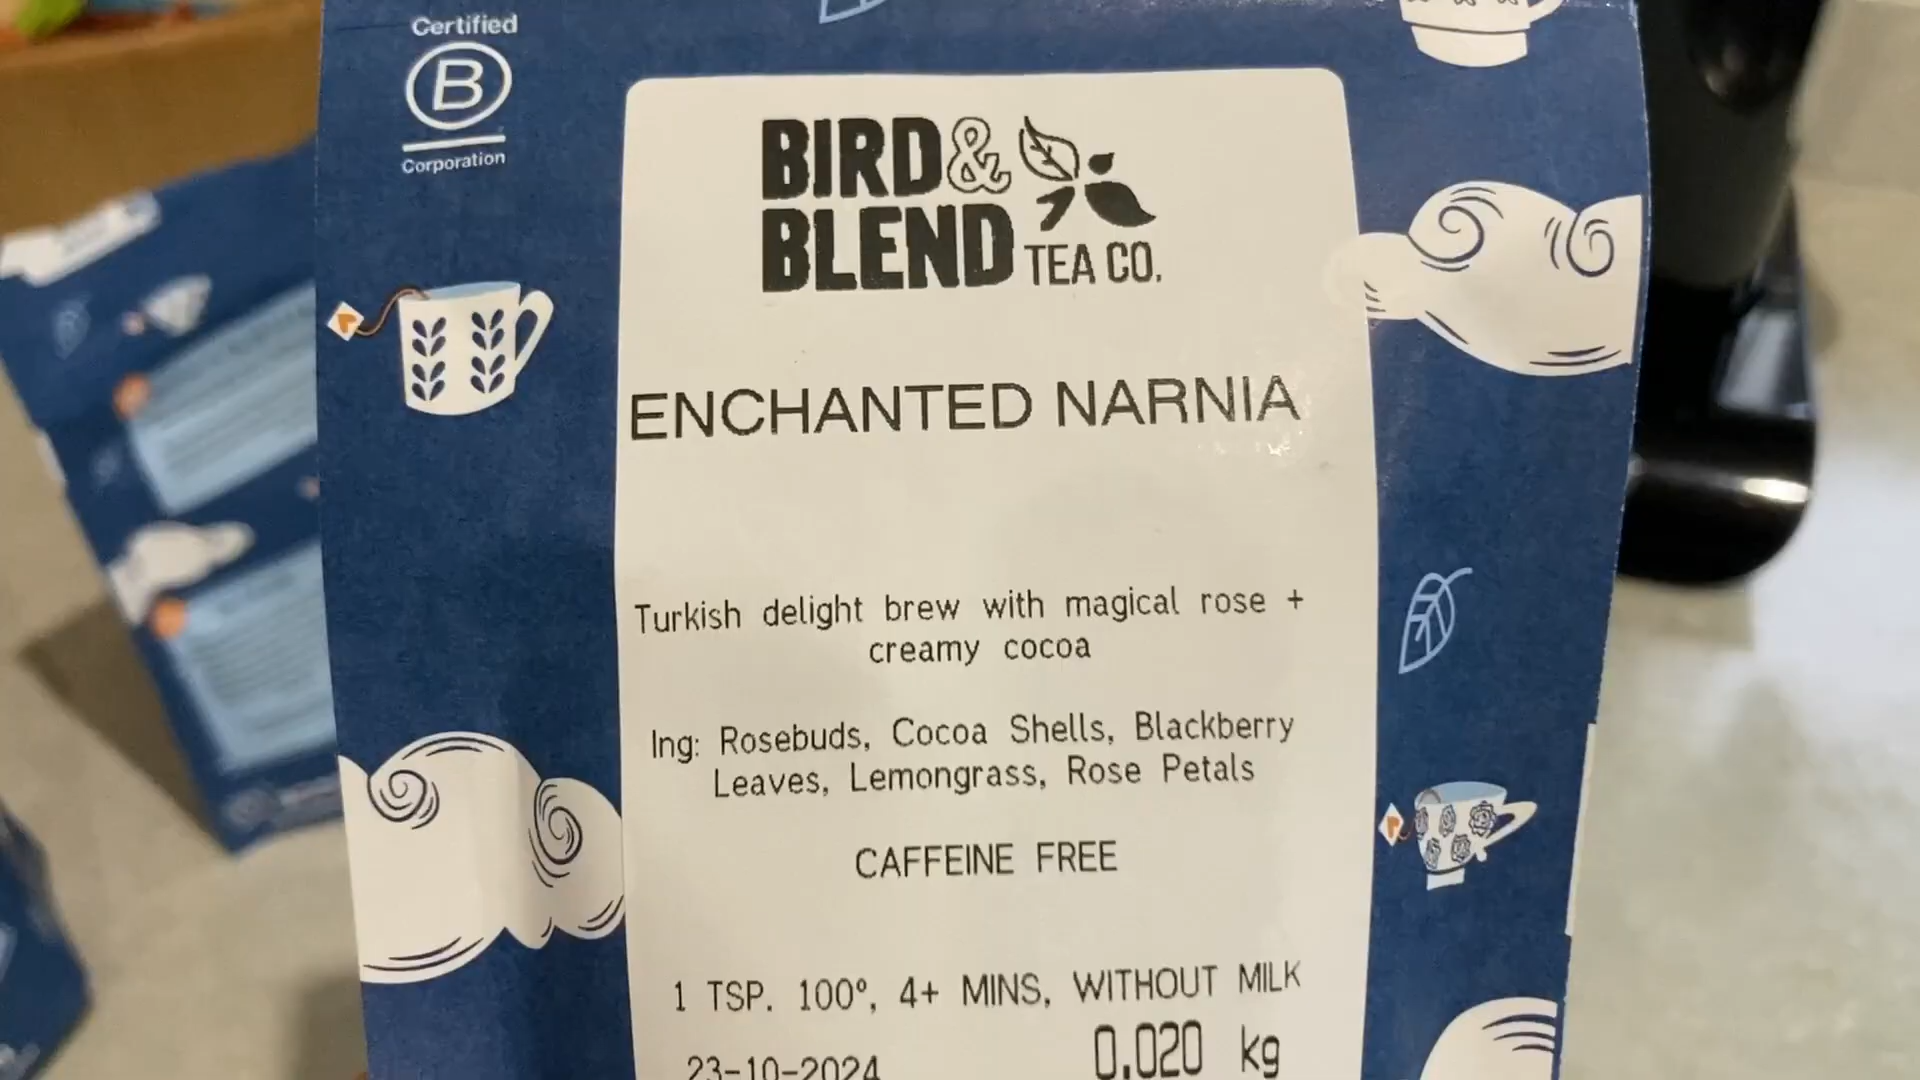 Certified
B
Corporation
BIRD&
BLEND TEA CO.
ENCHANTED NARNIA
Turkish delight brew with magical rose +
creamy cocoa
Ing: Rosebuds, Cocoa Shells, Blackberry
Leaves, Lemongrass, Rose Petals
CAFFEINE FREE
1 TSP. 100º, 4+ MINS, WITHOUT MILK
0.020 kg
23-10-2024